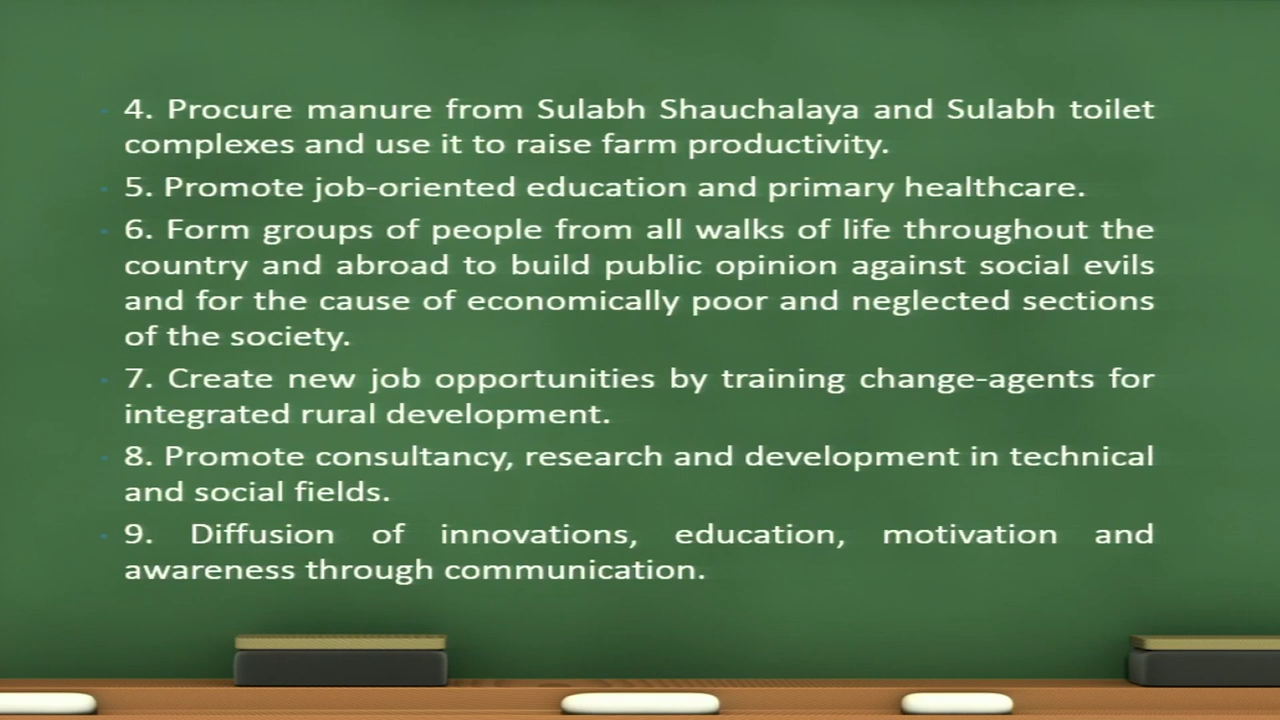 4. Procure manure from Sulabh Shauchalaya and Sulabh toilet
complexes and use it to raise farm productivity.
5. Promote job-oriented education and primary healthcare.
6. Form groups of people from all walks of life throughout the
country and abroad to build public opinion against social evils
and for the cause of economically poor and neglected sections
of the society.
7. Create new job opportunities by training change-agents for
integrated rural development.
8. Promote consultancy, research and development in technical
and social fields.
9. Diffusion of innovations, education, motivation and
awareness through communication.